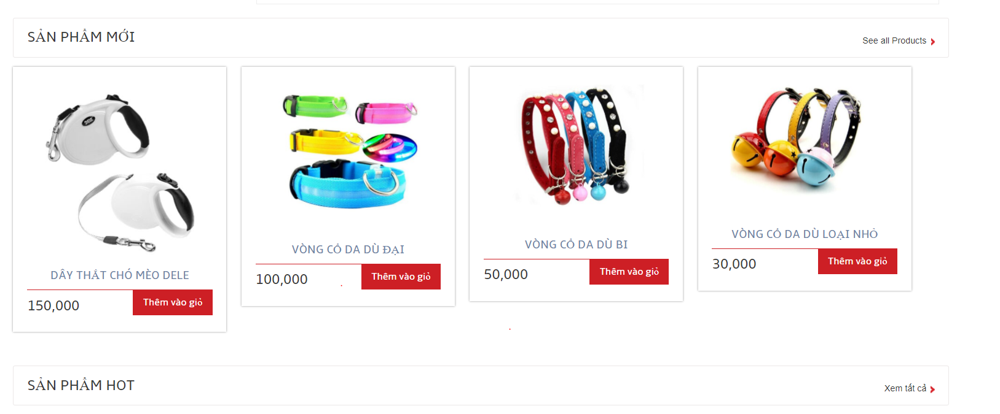 SẢN PHẨM MỚI
See all Products
DÂY THẮT CHÓ MÈO DELE
150,000
Thêm vào giỏ
VÒNG CỔ DA DÙ ĐẠI
100,000
Thêm vào giỏ
VÒNG CỔ DA DÙ BI
50,000
Thêm vào giỏ
VÒNG CỔ DA DÙ LOẠI NHỎ
30,000
Thêm vào giỏ
SẢN PHẨM HOT
Xem tất cả